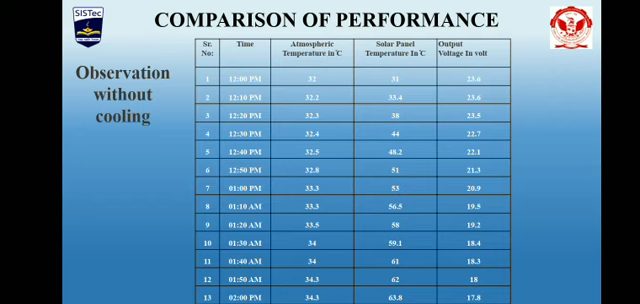 SISTec
COMPARISON OF PERFORMANCE
Observation
without
cooling
Sr. No: Time Atmospheric Temperature in℃ Solar Panel Temperature In℃ Output Voltage In volt
1 12:00 PM 32 31 23.6
2 12:10 PM 32.2 33.4 23.6
3 12:20 PM 32.3 38 23.5
4 12:30 PM 32.4 44 22.7
5 12:40 PM 32.5 48.2 22.1
6 12:50 PM 32.8 51 21.3
7 01:00 PM 33.3 53 20.9
8 01:10 AM 33.3 56.5 19.5
9 01:20 AM 33.5 58 19.2
10 01:30 AM 34 59.1 18.4
11 01:40 AM 34 61 18.3
12 01:50 AM 34.3 62 18
13 02:00 PM 34.3 63.8 17.8